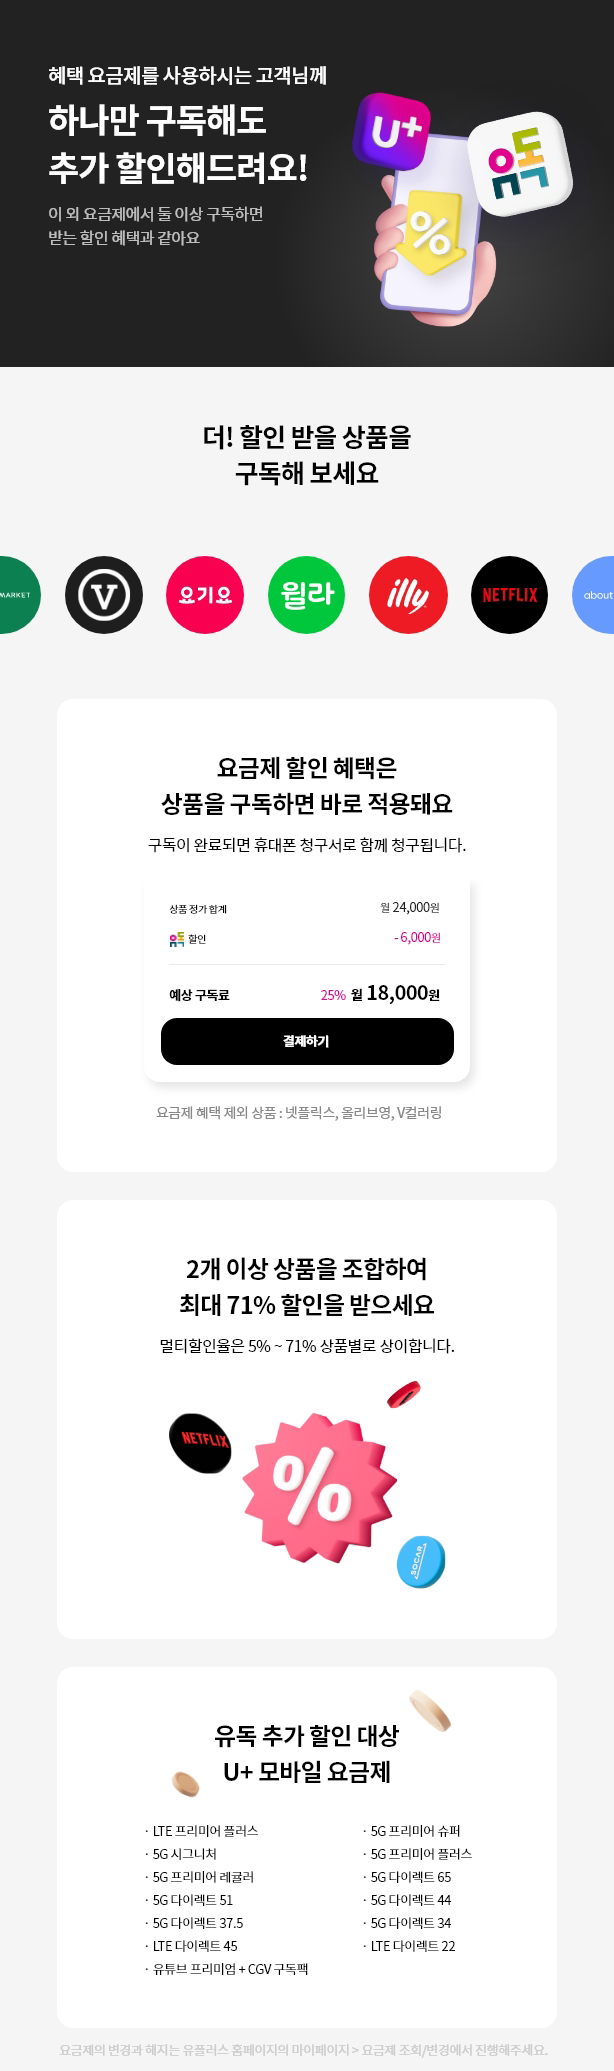 혜택 요금제를 사용하시는 고객님께
하나만 구독해도
추가 할인해드려요!
이 외 요금제에서 둘 이상 구독하면
받는 할인 혜택과 같아요
U+
유독
%
더! 할인 받을 상품을
구독해 보세요
MARKET
V
요기요
윌라
illy
NETFLIX
about
요금제 할인 혜택은
상품을 구독하면 바로 적용돼요
구독이 완료되면 휴대폰 청구서로 함께 청구됩니다.
상품 정가 합계 월 24,000원
유독 할인 - 6,000원
예상 구독료 25% 월 18,000원
결제하기
요금제 혜택 제외 상품 : 넷플릭스, 올리브영, V컬러링
2개 이상 상품을 조합하여
최대 71% 할인을 받으세요
멀티할인율은 5% ~ 71% 상품별로 상이합니다.
NETFLIX
%
SOCAR
유독 추가 할인 대상
U+ 모바일 요금제
· LTE 프리미어 플러스 · 5G 프리미어 슈퍼
· 5G 시그니처 · 5G 프리미어 플러스
· 5G 프리미어 레귤러 · 5G 다이렉트 65
· 5G 다이렉트 51 · 5G 다이렉트 44
· 5G 다이렉트 37.5 · 5G 다이렉트 34
· LTE 다이렉트 45 · LTE 다이렉트 22
· 유튜브 프리미엄 + CGV 구독팩
요금제의 변경과 해지는 유플러스 홈페이지의 마이페이지 > 요금제 조회/변경에서 진행해주세요.